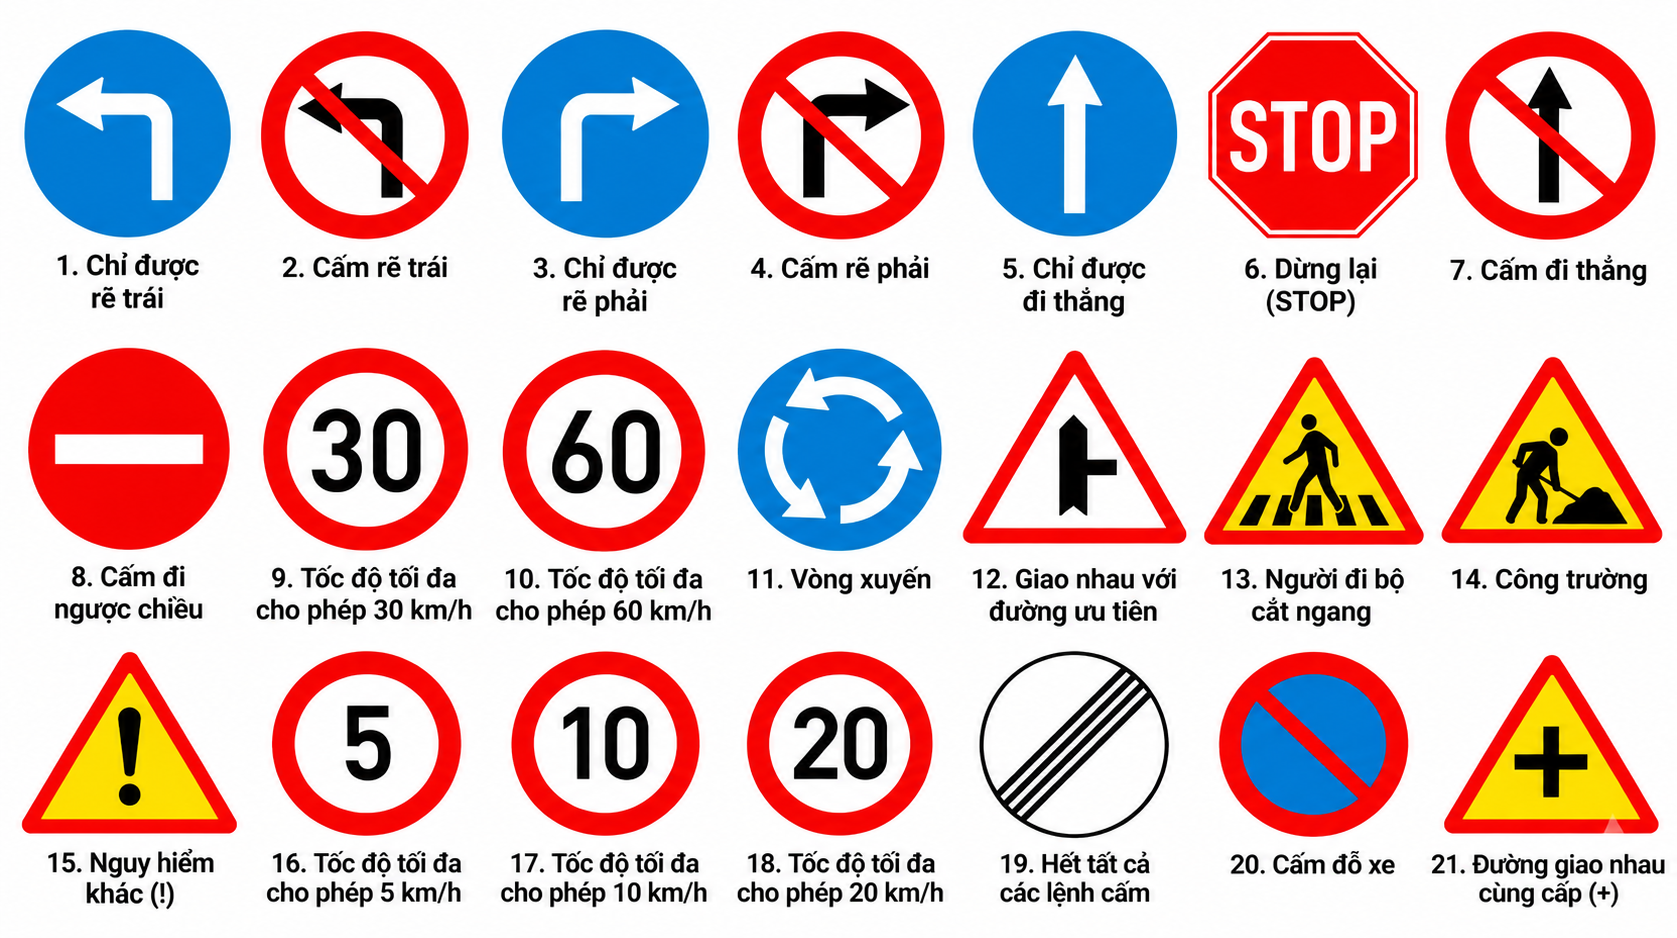 STOP
1. Chỉ được
rẽ trái
2. Cấm rẽ trái
3. Chỉ được
rẽ phải
4. Cấm rẽ phải
5. Chỉ được
đi thẳng
6. Dừng lại
(STOP)
7. Cấm đi thẳng
30
60
8. Cấm đi
ngược chiều
9. Tốc độ tối đa
cho phép 30 km/h
10. Tốc độ tối đa
cho phép 60 km/h
11. Vòng xuyến
12. Giao nhau với
đường ưu tiên
13. Người đi bộ
cắt ngang
14. Công trường
!
5
10
20
15. Nguy hiểm
khác (!)
16. Tốc độ tối đa
cho phép 5 km/h
17. Tốc độ tối đa
cho phép 10 km/h
18. Tốc độ tối đa
cho phép 20 km/h
19. Hết tất cả
các lệnh cấm
20. Cấm đỗ xe
21. Đường giao nhau
cùng cấp (+)